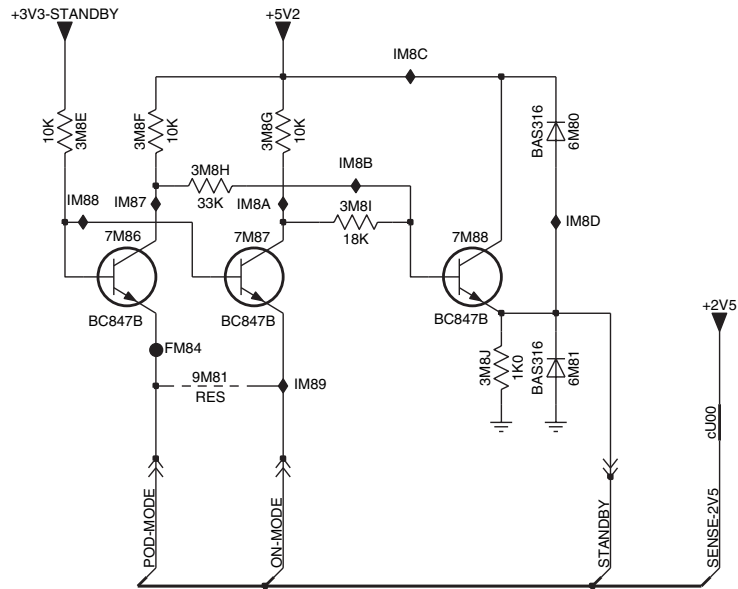 +3V3-STANDBY
+5V2
IM8C
10K
3M8E
3M8F
10K
3M8G
10K
BAS316
6M80
3M8H
33K
IM8B
IM88
IM87
IM8A
3M8I
18K
IM8D
7M86
7M87
7M88
BC847B
BC847B
BC847B
+2V5
FM84
3M8J
1K0
BAS316
6M81
9M81
RES
IM89
cU00
POD-MODE
ON-MODE
STANDBY
SENSE-2V5